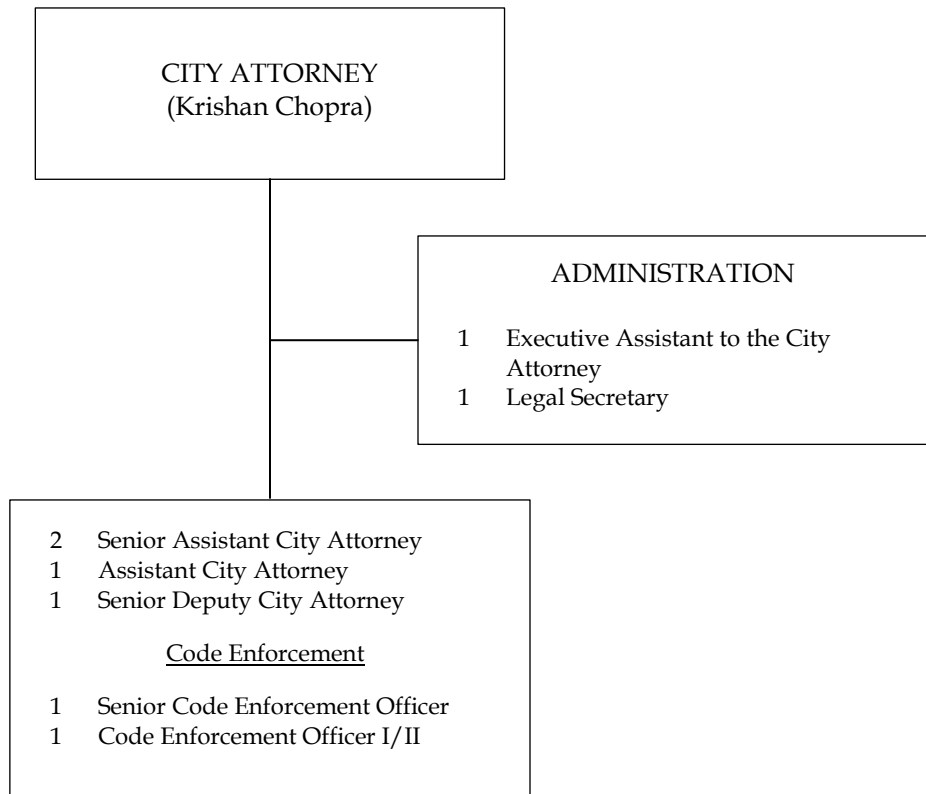 CITY ATTORNEY
(Krishan Chopra)
ADMINISTRATION
1 Executive Assistant to the City
Attorney
1 Legal Secretary
2 Senior Assistant City Attorney
1 Assistant City Attorney
1 Senior Deputy City Attorney
Code Enforcement
1 Senior Code Enforcement Officer
1 Code Enforcement Officer I/II